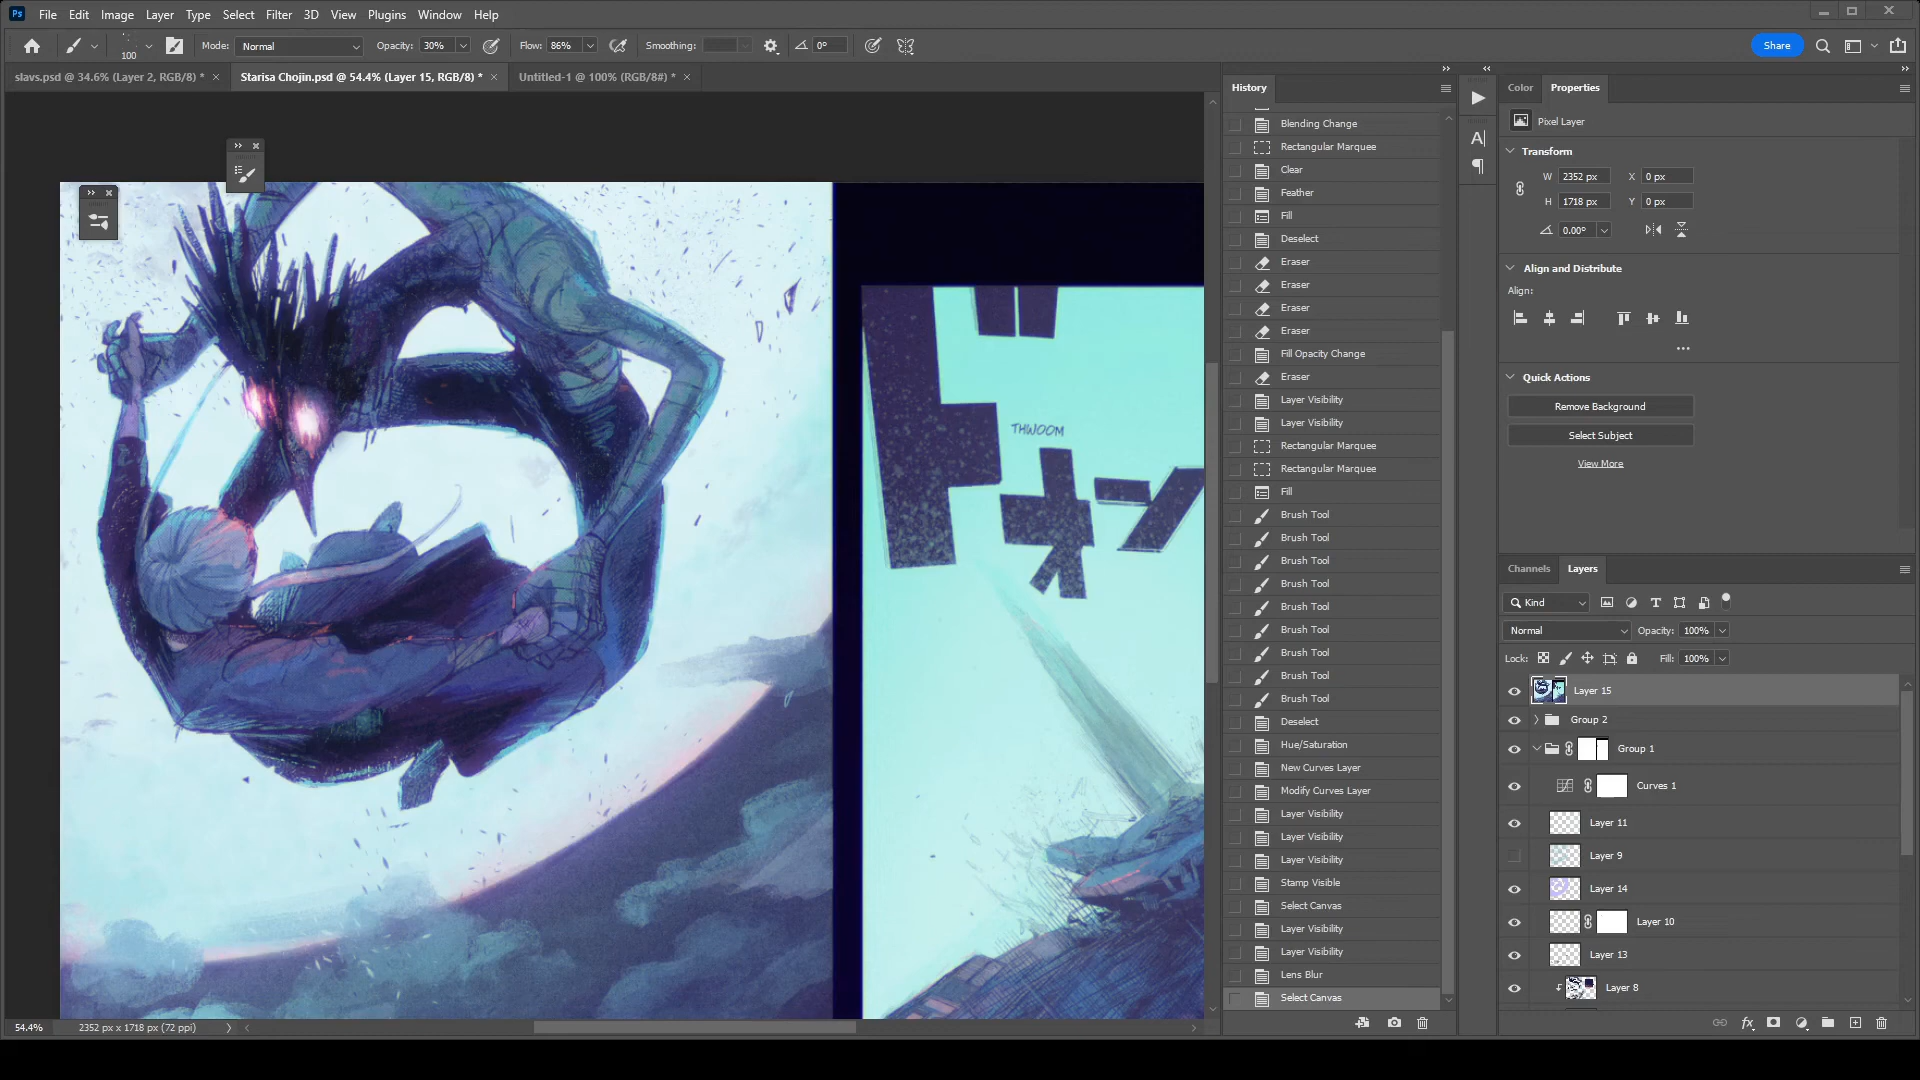 Ps File Edit Image Layer Type Select Filter 3D View Plugins Window Help
100 Mode: Normal Opacity: 30% Flow: 86% Smoothing: 0° Share
slavs.psd @ 34.6% (Layer 2, RGB/8) * Starisa Chojin.psd @ 54.4% (Layer 15, RGB/8) * Untitled-1 @ 100% (RGB/8#) *
THWOOM
54.4% 2352 px x 1718 px (72 ppi)
History
Blending Change
Rectangular Marquee
Clear
Feather
Fill
Deselect
Eraser
Eraser
Eraser
Eraser
Fill Opacity Change
Eraser
Layer Visibility
Layer Visibility
Rectangular Marquee
Rectangular Marquee
Fill
Brush Tool
Brush Tool
Brush Tool
Brush Tool
Brush Tool
Brush Tool
Brush Tool
Brush Tool
Brush Tool
Deselect
Hue/Saturation
New Curves Layer
Modify Curves Layer
Layer Visibility
Layer Visibility
Layer Visibility
Stamp Visible
Select Canvas
Layer Visibility
Layer Visibility
Lens Blur
Select Canvas
Color Properties
Pixel Layer
Transform
W 2352 px X 0 px
H 1718 px Y 0 px
0.00°
Align and Distribute
Align:
Quick Actions
Remove Background
Select Subject
View More
Channels Layers
Kind
Normal Opacity: 100%
Lock: Fill: 100%
Layer 15
Group 2
Group 1
Curves 1
Layer 11
Layer 9
Layer 14
Layer 10
Layer 13
Layer 8